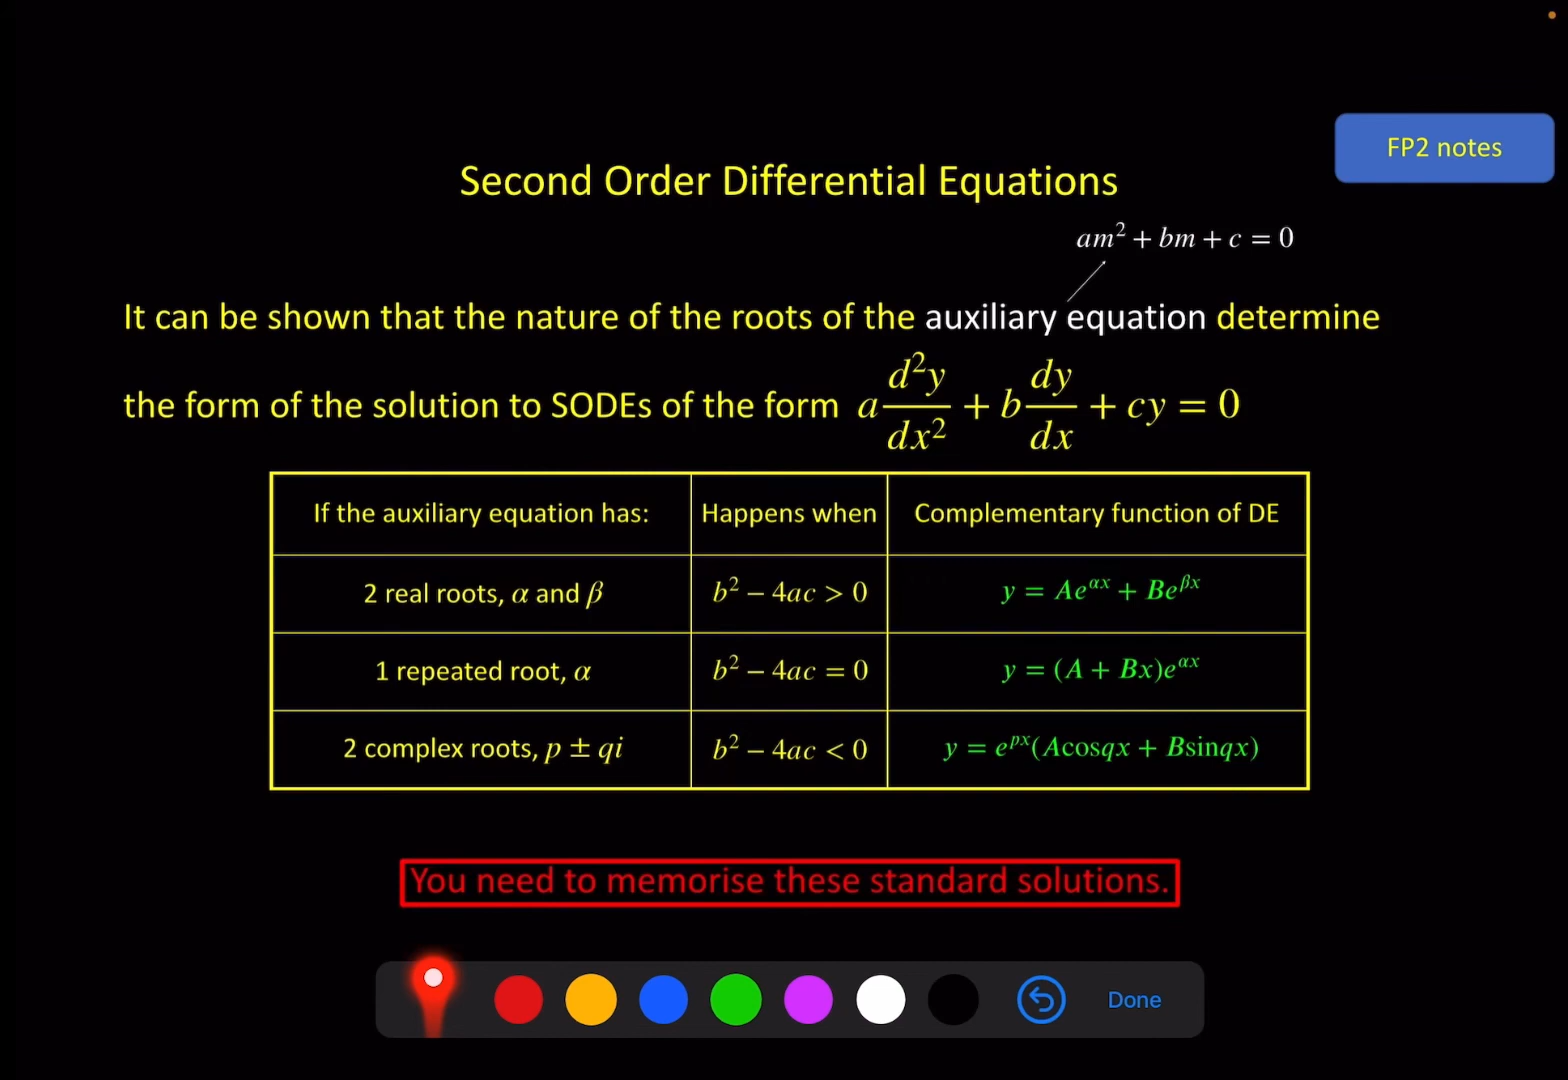 FP2 notes
Second Order Differential Equations
am² + bm + c = 0
It can be shown that the nature of the roots of the auxiliary equation determine
the form of the solution to SODEs of the form a d²y/dx² + b dy/dx + cy = 0
If the auxiliary equation has: Happens when Complementary function of DE
2 real roots, α and β b² – 4ac > 0 y = Ae^αx + Be^βx
1 repeated root, α b² – 4ac = 0 y = (A + Bx)e^αx
2 complex roots, p ± qi b² – 4ac < 0 y = e^px(Acosqx + Bsinqx)
You need to memorise these standard solutions.
Done